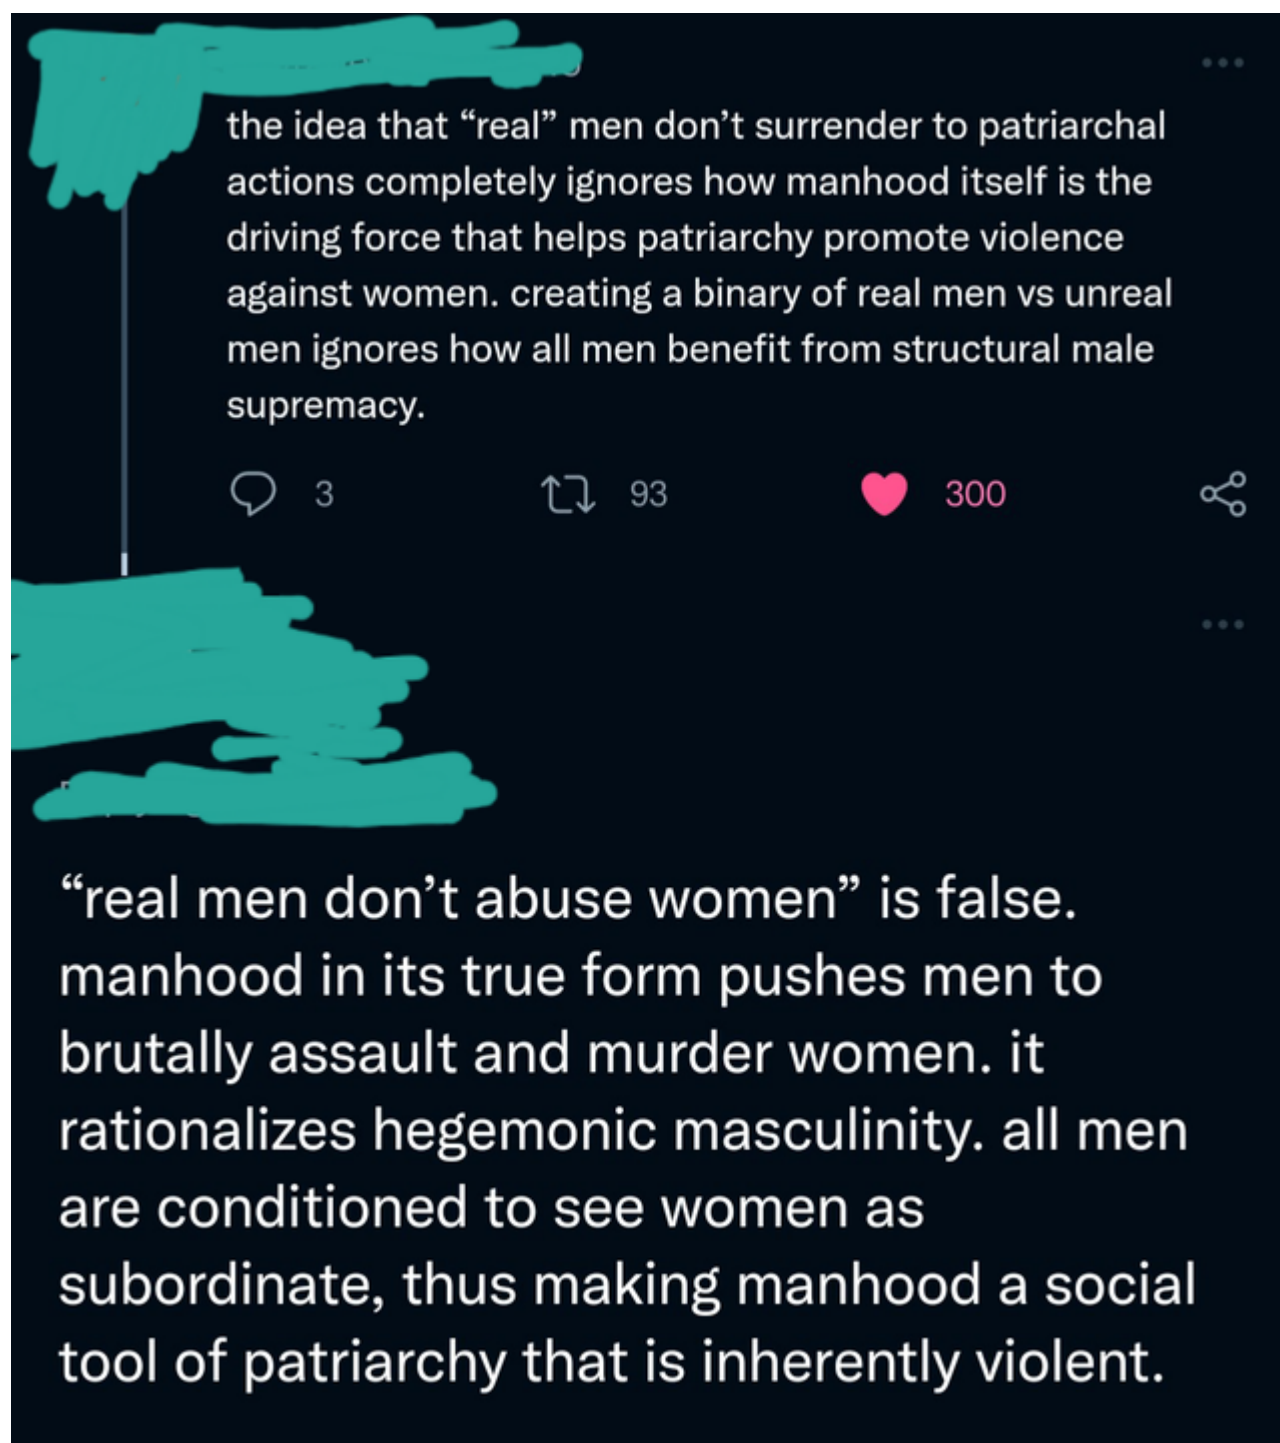 the idea that “real” men don’t surrender to patriarchal
actions completely ignores how manhood itself is the
driving force that helps patriarchy promote violence
against women. creating a binary of real men vs unreal
men ignores how all men benefit from structural male
supremacy.
3 93 300
“real men don’t abuse women” is false.
manhood in its true form pushes men to
brutally assault and murder women. it
rationalizes hegemonic masculinity. all men
are conditioned to see women as
subordinate, thus making manhood a social
tool of patriarchy that is inherently violent.